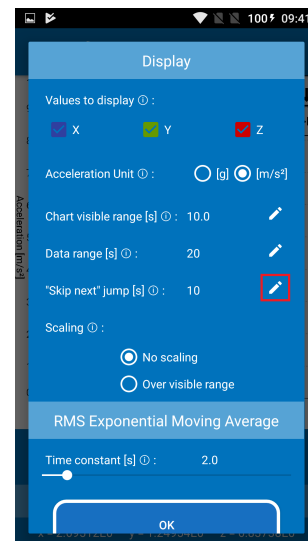 100 09:41
Display
Values to display ⓘ :
X Y Z
Acceleration Unit ⓘ : [g] [m/s²]
Chart visible range [s] ⓘ : 10.0
Data range [s] ⓘ : 20
"Skip next" jump [s] ⓘ : 10
Scaling ⓘ :
No scaling
Over visible range
RMS Exponential Moving Average
Time constant [s] ⓘ : 2.0
OK
Acceleration [m/s²]